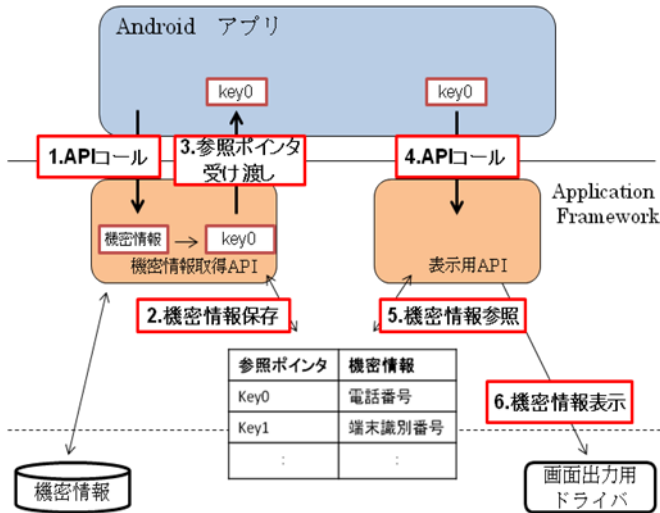 Android アプリ
key0
key0
1.APIコール
3.参照ポインタ
受け渡し
4.APIコール
Application
Framework
機密情報
→
key0
機密情報取得API
表示用API
2.機密情報保存
5.機密情報参照
参照ポインタ
機密情報
Key0
電話番号
Key1
端末識別番号
:
:
6.機密情報表示
機密情報
画面出力用
ドライバ